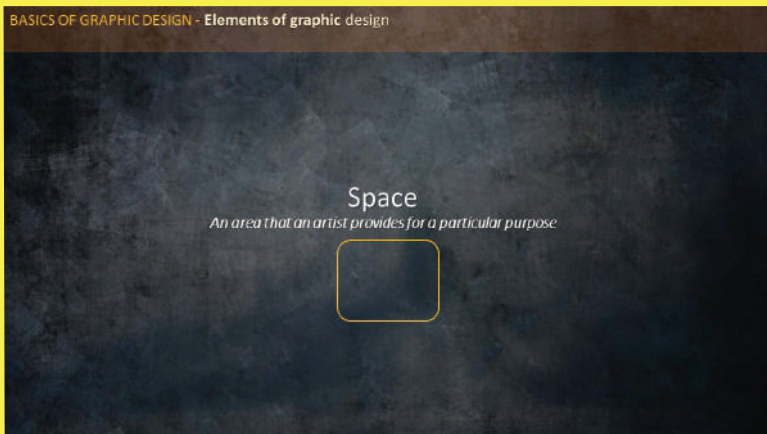 BASICS OF GRAPHIC DESIGN - Elements of graphic design
Space
An area that an artist provides for a particular purpose